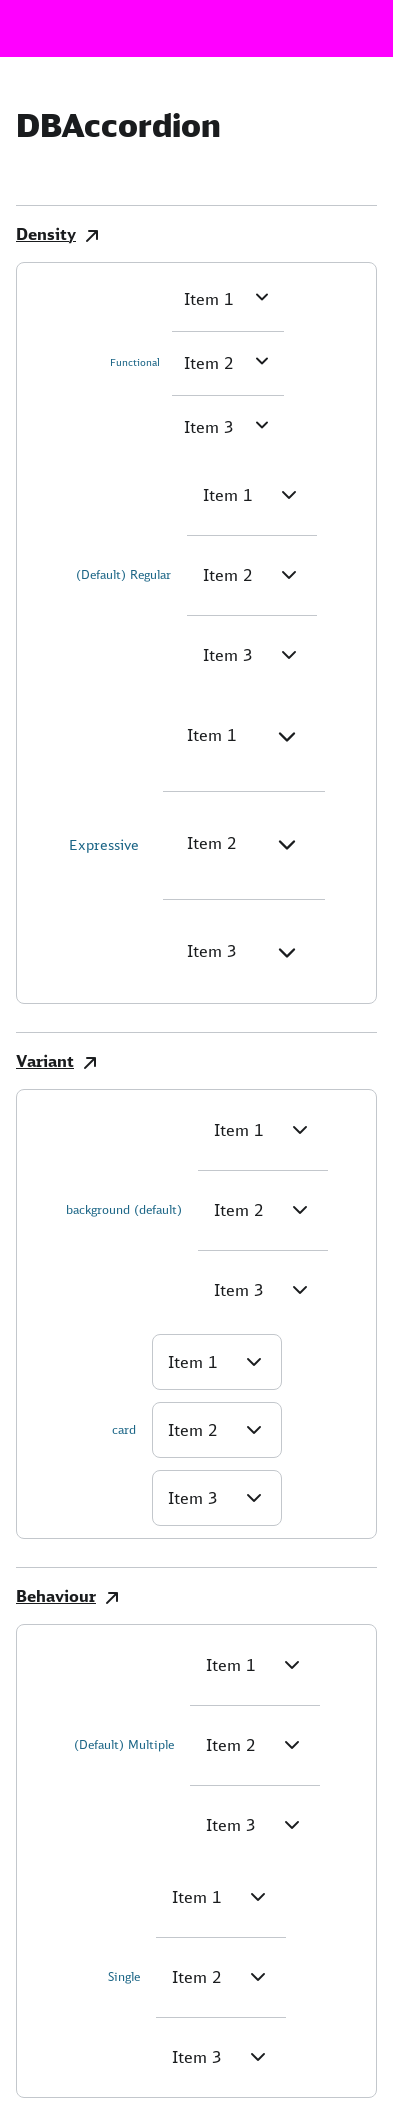 DBAccordion
Density
Item 1
Functional
Item 2
Item 3
Item 1
(Default) Regular
Item 2
Item 3
Item 1
Expressive
Item 2
Item 3
Variant
Item 1
background (default)
Item 2
Item 3
Item 1
card
Item 2
Item 3
Behaviour
Item 1
(Default) Multiple
Item 2
Item 3
Item 1
Single
Item 2
Item 3